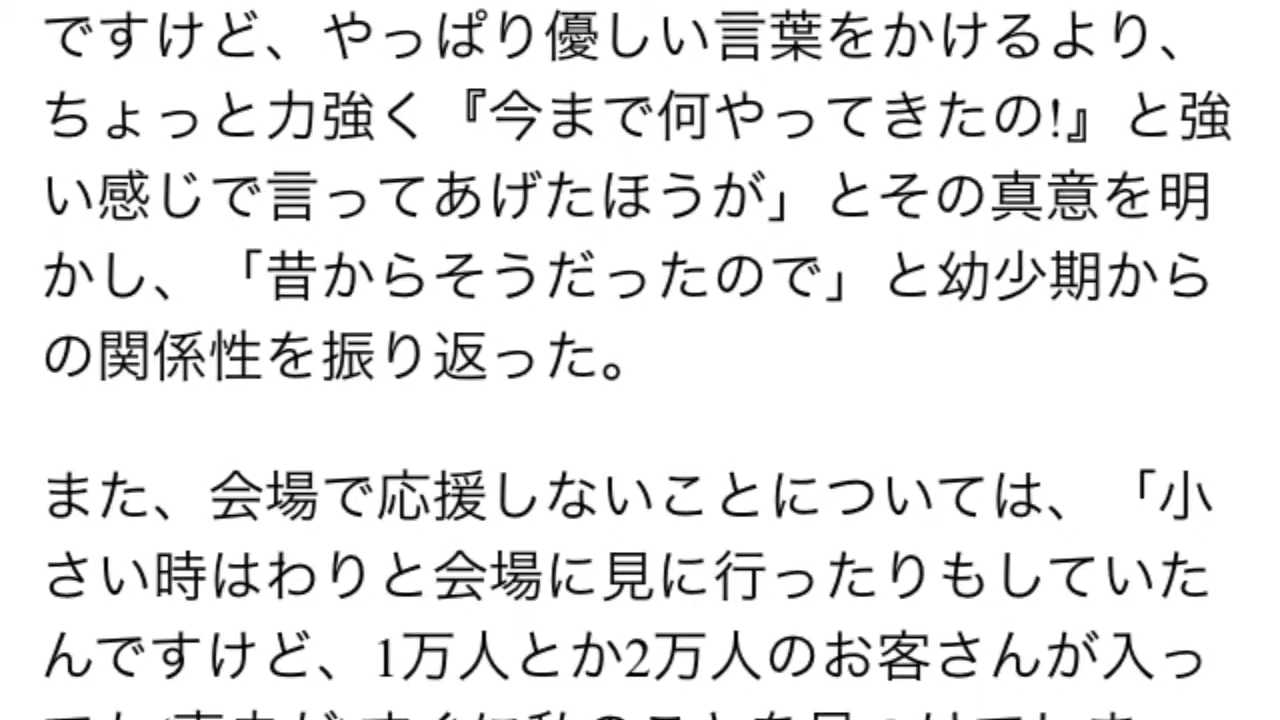 ですけど、やっぱり優しい言葉をかけるより、
ちょっと力強く『今まで何やってきたの!』と強
い感じで言ってあげたほうが」とその真意を明
かし、「昔からそうだったので」と幼少期から
の関係性を振り返った。
また、会場で応援しないことについては、「小
さい時はわりと会場に見に行ったりもしていた
んですけど、1万人とか2万人のお客さんが入っ